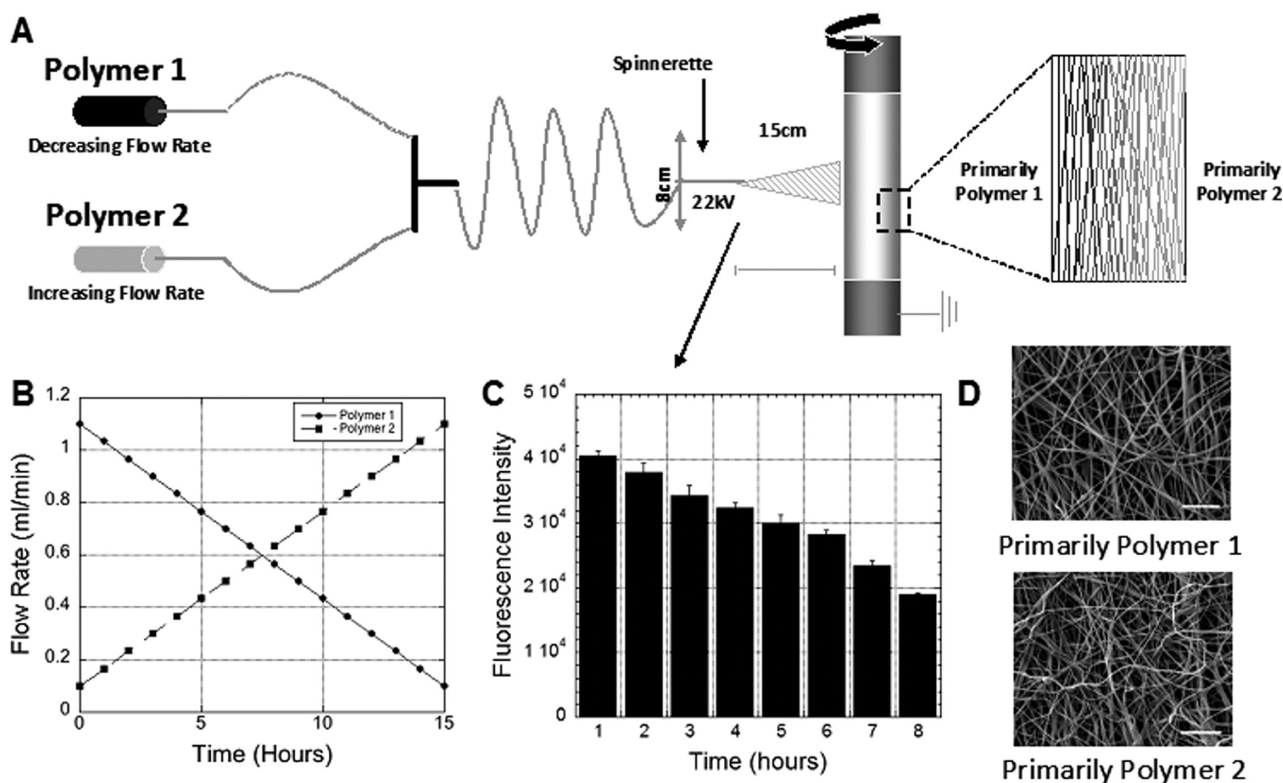 A
Polymer 1
Decreasing Flow Rate
Polymer 2
Increasing Flow Rate
Spinnerette
8cm
22kV
15cm
Primarily
Polymer 1
Primarily
Polymer 2
B
1.2
1
0.8
0.6
0.4
0.2
0
Flow Rate (ml/min)
Polymer 1
Polymer 2
0
5
10
15
Time (Hours)
C
5 10⁴
4 10⁴
3 10⁴
2 10⁴
1 10⁴
0
Fluorescence Intensity
1 2 3 4 5 6 7 8
Time (hours)
D
Primarily Polymer 1
Primarily Polymer 2